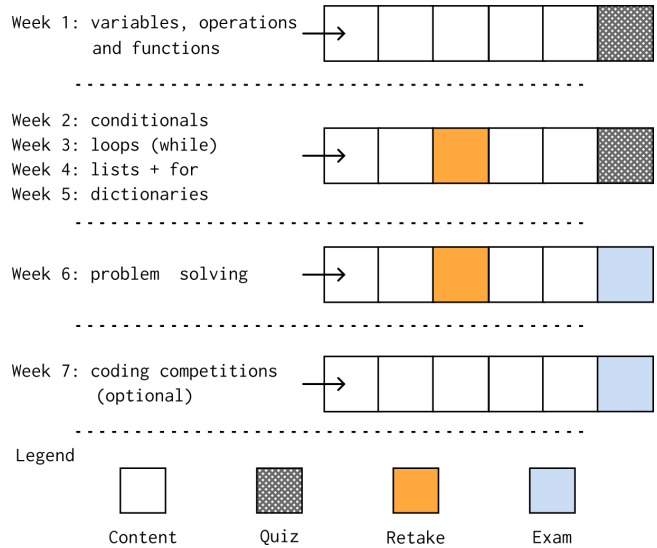 Week 1: variables, operations
and functions
Week 2: conditionals
Week 3: loops (while)
Week 4: lists + for
Week 5: dictionaries
Week 6: problem solving
Week 7: coding competitions
(optional)
Legend
Content Quiz Retake Exam